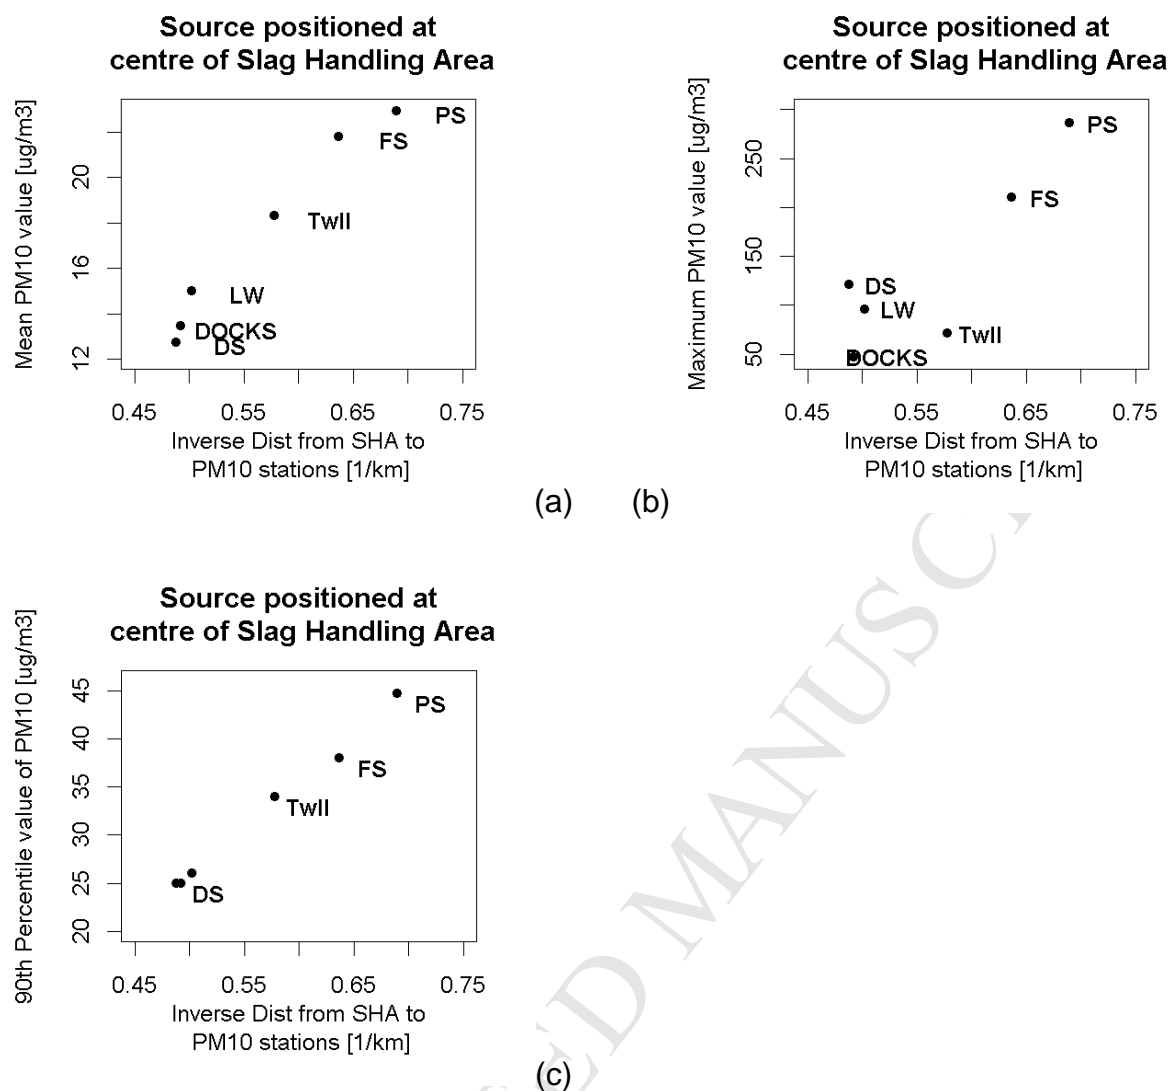 Source positioned at
centre of Slag Handling Area
Mean PM10 value [ug/m3]
20
16
12
PS
FS
TwII
LW
DOCKS
DS
0.45 0.55 0.65 0.75
Inverse Dist from SHA to
PM10 stations [1/km]
(a)
Source positioned at
centre of Slag Handling Area
Maximum PM10 value [ug/m3]
250
150
50
PS
FS
DS
LW
TwII
DOCKS
0.45 0.55 0.65 0.75
Inverse Dist from SHA to
PM10 stations [1/km]
(b)
Source positioned at
centre of Slag Handling Area
90th Percentile value of PM10 [ug/m3]
45
40
35
30
25
20
PS
FS
TwII
DS
0.45 0.55 0.65 0.75
Inverse Dist from SHA to
PM10 stations [1/km]
(c)